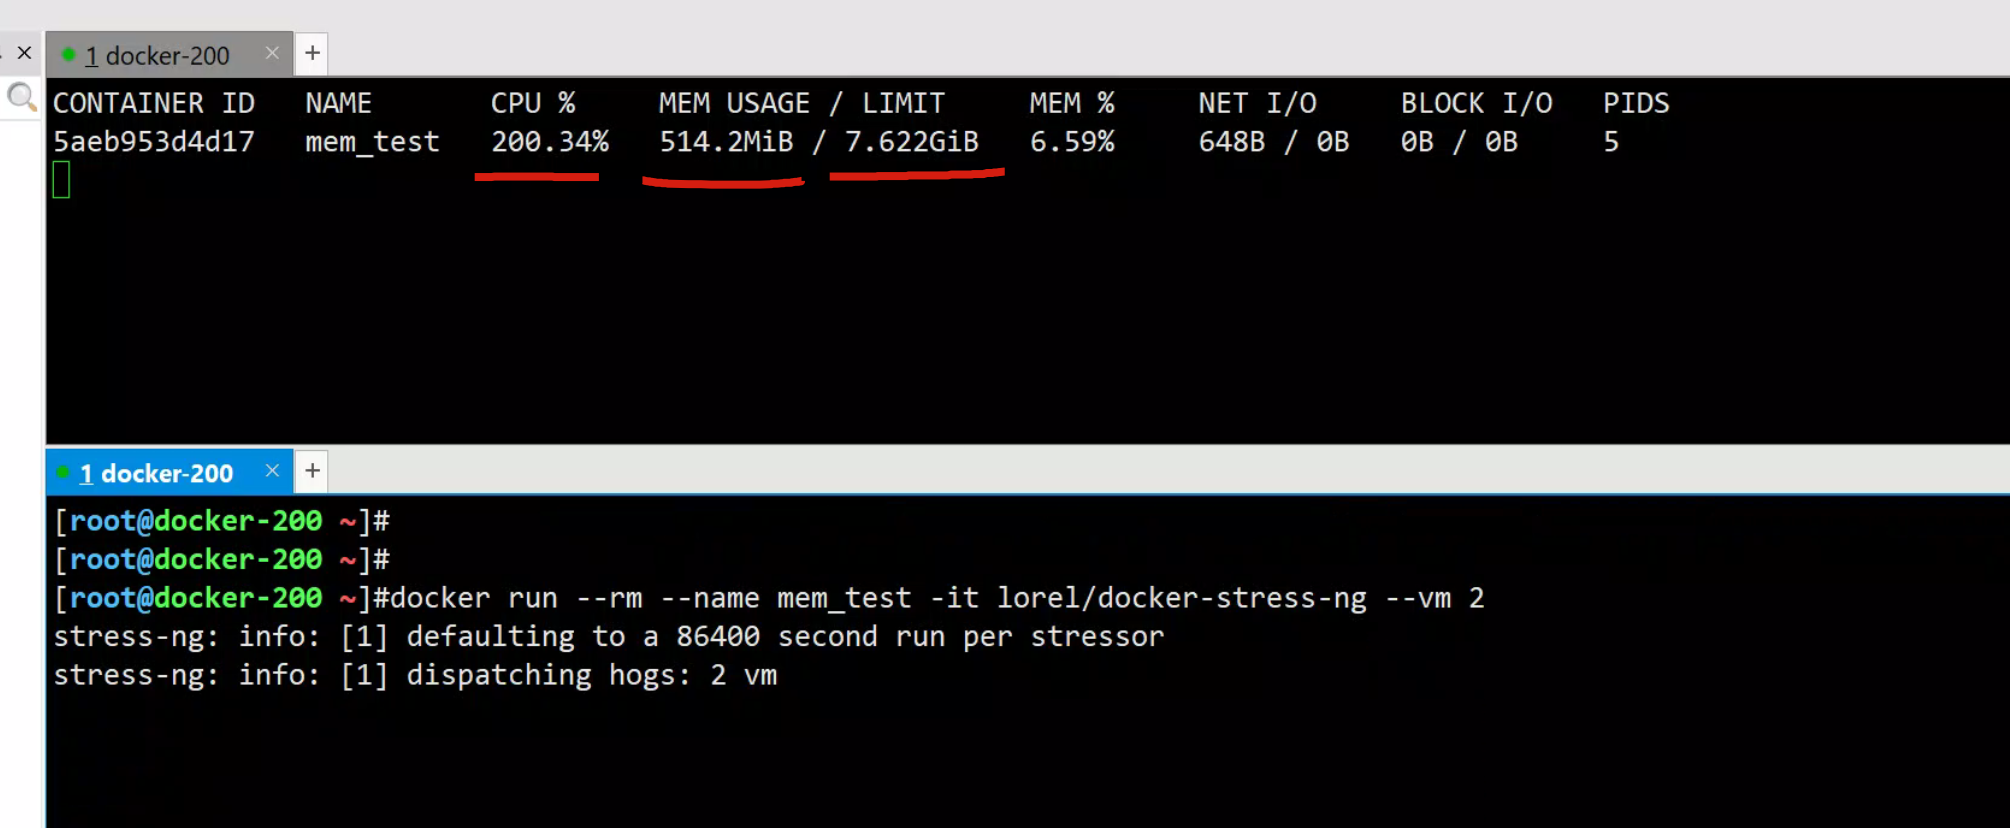 1 docker-200
CONTAINER ID NAME CPU % MEM USAGE / LIMIT MEM % NET I/O BLOCK I/O PIDS
5aeb953d4d17 mem_test 200.34% 514.2MiB / 7.622GiB 6.59% 648B / 0B 0B / 0B 5
1 docker-200
[root@docker-200 ~]#
[root@docker-200 ~]#
[root@docker-200 ~]#docker run --rm --name mem_test -it lorel/docker-stress-ng --vm 2
stress-ng: info: [1] defaulting to a 86400 second run per stressor
stress-ng: info: [1] dispatching hogs: 2 vm